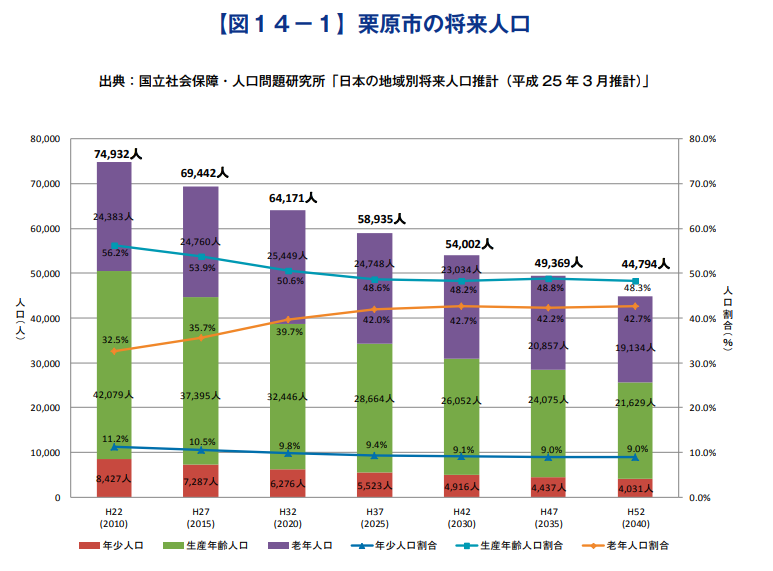 【図１４－１】栗原市の将来人口
出典：国立社会保障・人口問題研究所「日本の地域別将来人口推計（平成 25 年 3 月推計）」
80,000
70,000
60,000
50,000
40,000
30,000
20,000
10,000
0
人口（人）
80.0%
70.0%
60.0%
50.0%
40.0%
30.0%
20.0%
10.0%
0.0%
人口割合（%）
74,932人
69,442人
64,171人
58,935人
54,002人
49,369人
44,794人
24,383人
24,760人
25,449人
24,748人
23,034人
20,857人
19,134人
56.2%
53.9%
50.6%
48.6%
48.2%
48.8%
48.3%
32.5%
35.7%
39.7%
42.0%
42.7%
42.2%
42.7%
42,079人
37,395人
32,446人
28,664人
26,052人
24,075人
21,629人
11.2%
10.5%
9.8%
9.4%
9.1%
9.0%
9.0%
8,427人
7,287人
6,276人
5,523人
4,916人
4,437人
4,031人
H22
(2010)
H27
(2015)
H32
(2020)
H37
(2025)
H42
(2030)
H47
(2035)
H52
(2040)
年少人口 生産年齢人口 老年人口 年少人口割合 生産年齢人口割合 老年人口割合